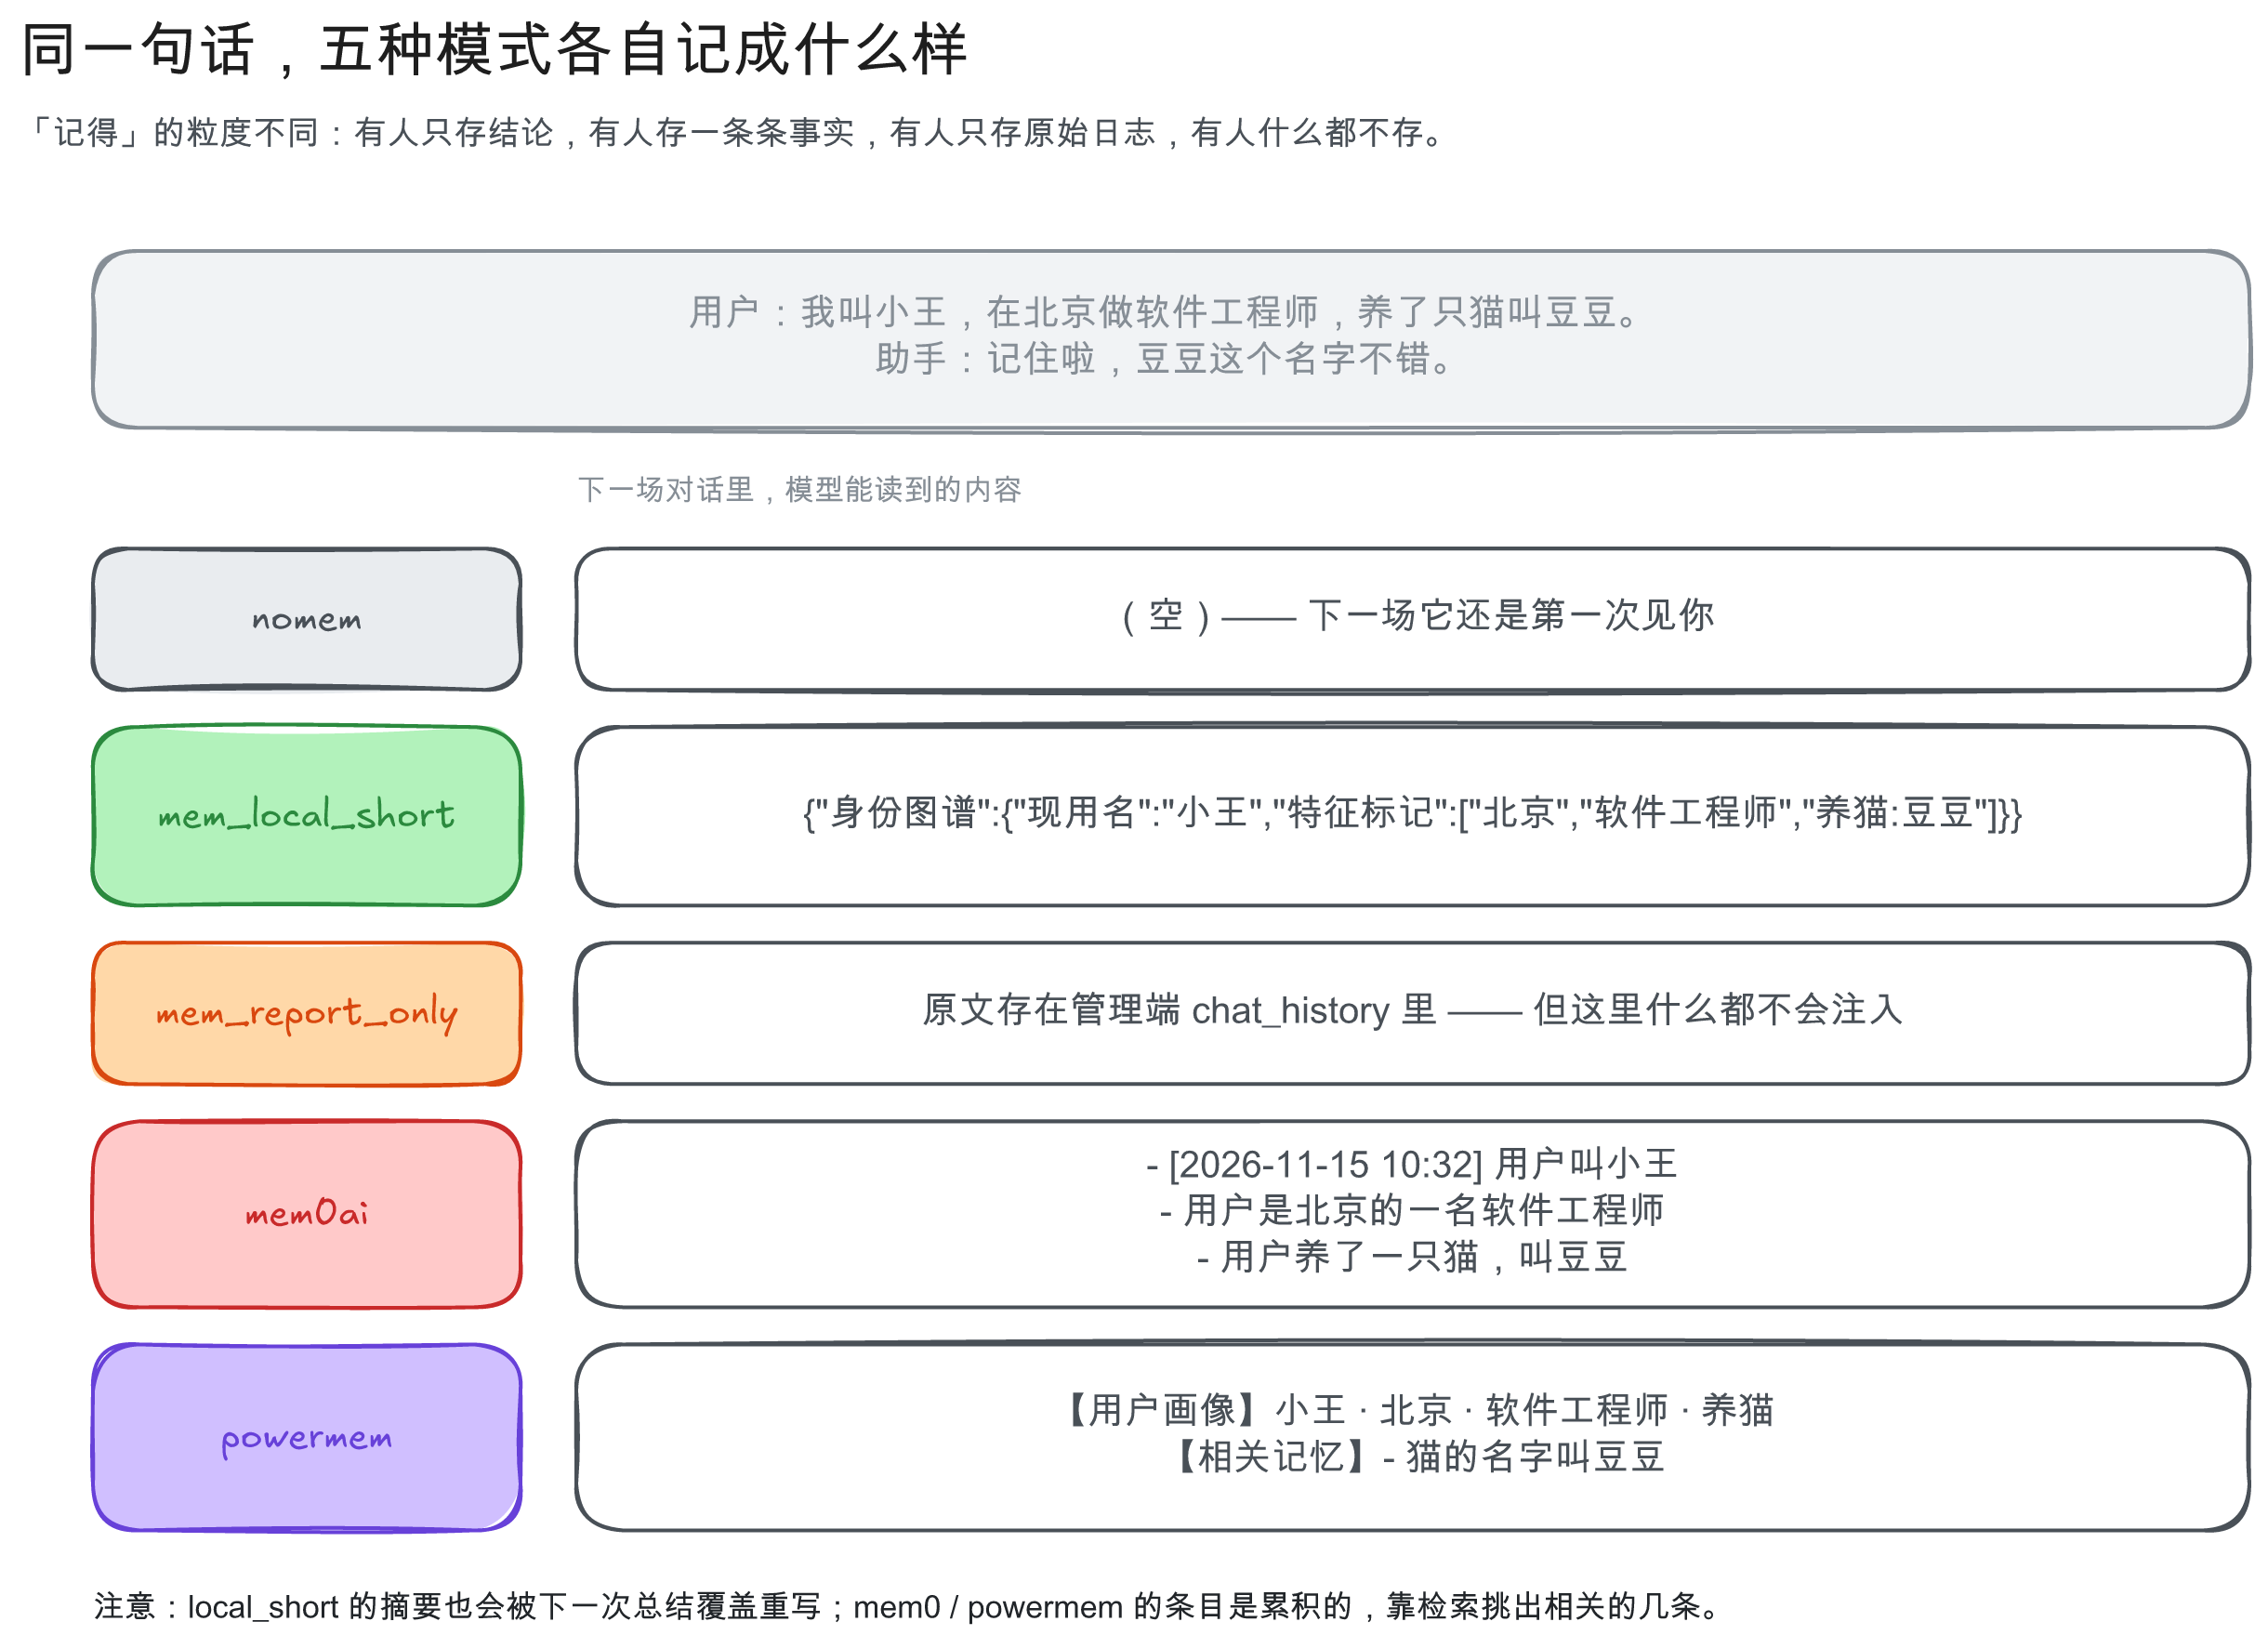 同一句话，五种模式各自记成什么样
「记得」的粒度不同：有人只存结论，有人存一条条事实，有人只存原始日志，有人什么都不存。
用户：我叫小王，在北京做软件工程师，养了只猫叫豆豆。
助手：记住啦，豆豆这个名字不错。
下一场对话里，模型能读到的内容
nomem
（空）—— 下一场它还是第一次见你
mem_local_short
{"身份图谱":{"现用名":"小王","特征标记":["北京","软件工程师","养猫:豆豆"]}}
mem_report_only
原文存在管理端 chat_history 里 —— 但这里什么都不会注入
mem0ai
- [2026-11-15 10:32] 用户叫小王
- 用户是北京的一名软件工程师
- 用户养了一只猫，叫豆豆
powermem
【用户画像】小王 · 北京 · 软件工程师 · 养猫
【相关记忆】- 猫的名字叫豆豆
注意：local_short 的摘要也会被下一次总结覆盖重写；mem0 / powermem 的条目是累积的，靠检索挑出相关的几条。